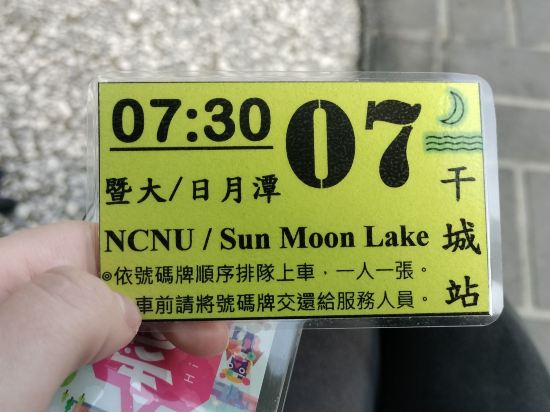 07:30
07
暨大/日月潭
NCNU / Sun Moon Lake
干城站
⊙依號碼牌順序排隊上車，一人一張。
車前請將號碼牌交還給服務人員。